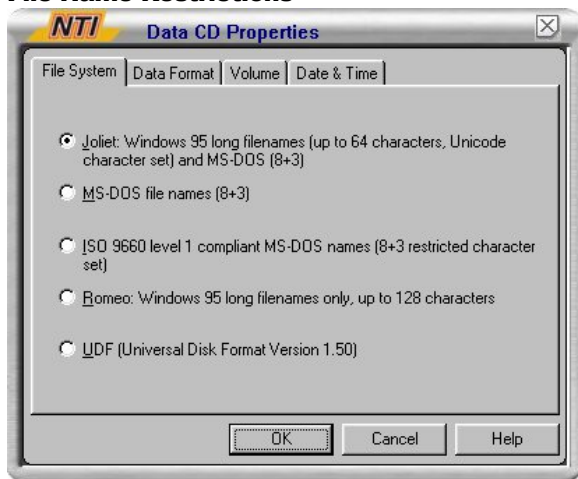 NTI Data CD Properties
File System Data Format Volume Date & Time
Joliet: Windows 95 long filenames (up to 64 characters, Unicode
character set) and MS-DOS (8+3)
MS-DOS file names (8+3)
ISO 9660 level 1 compliant MS-DOS names (8+3 restricted character
set)
Romeo: Windows 95 long filenames only, up to 128 characters
UDF (Universal Disk Format Version 1.50)
OK Cancel Help